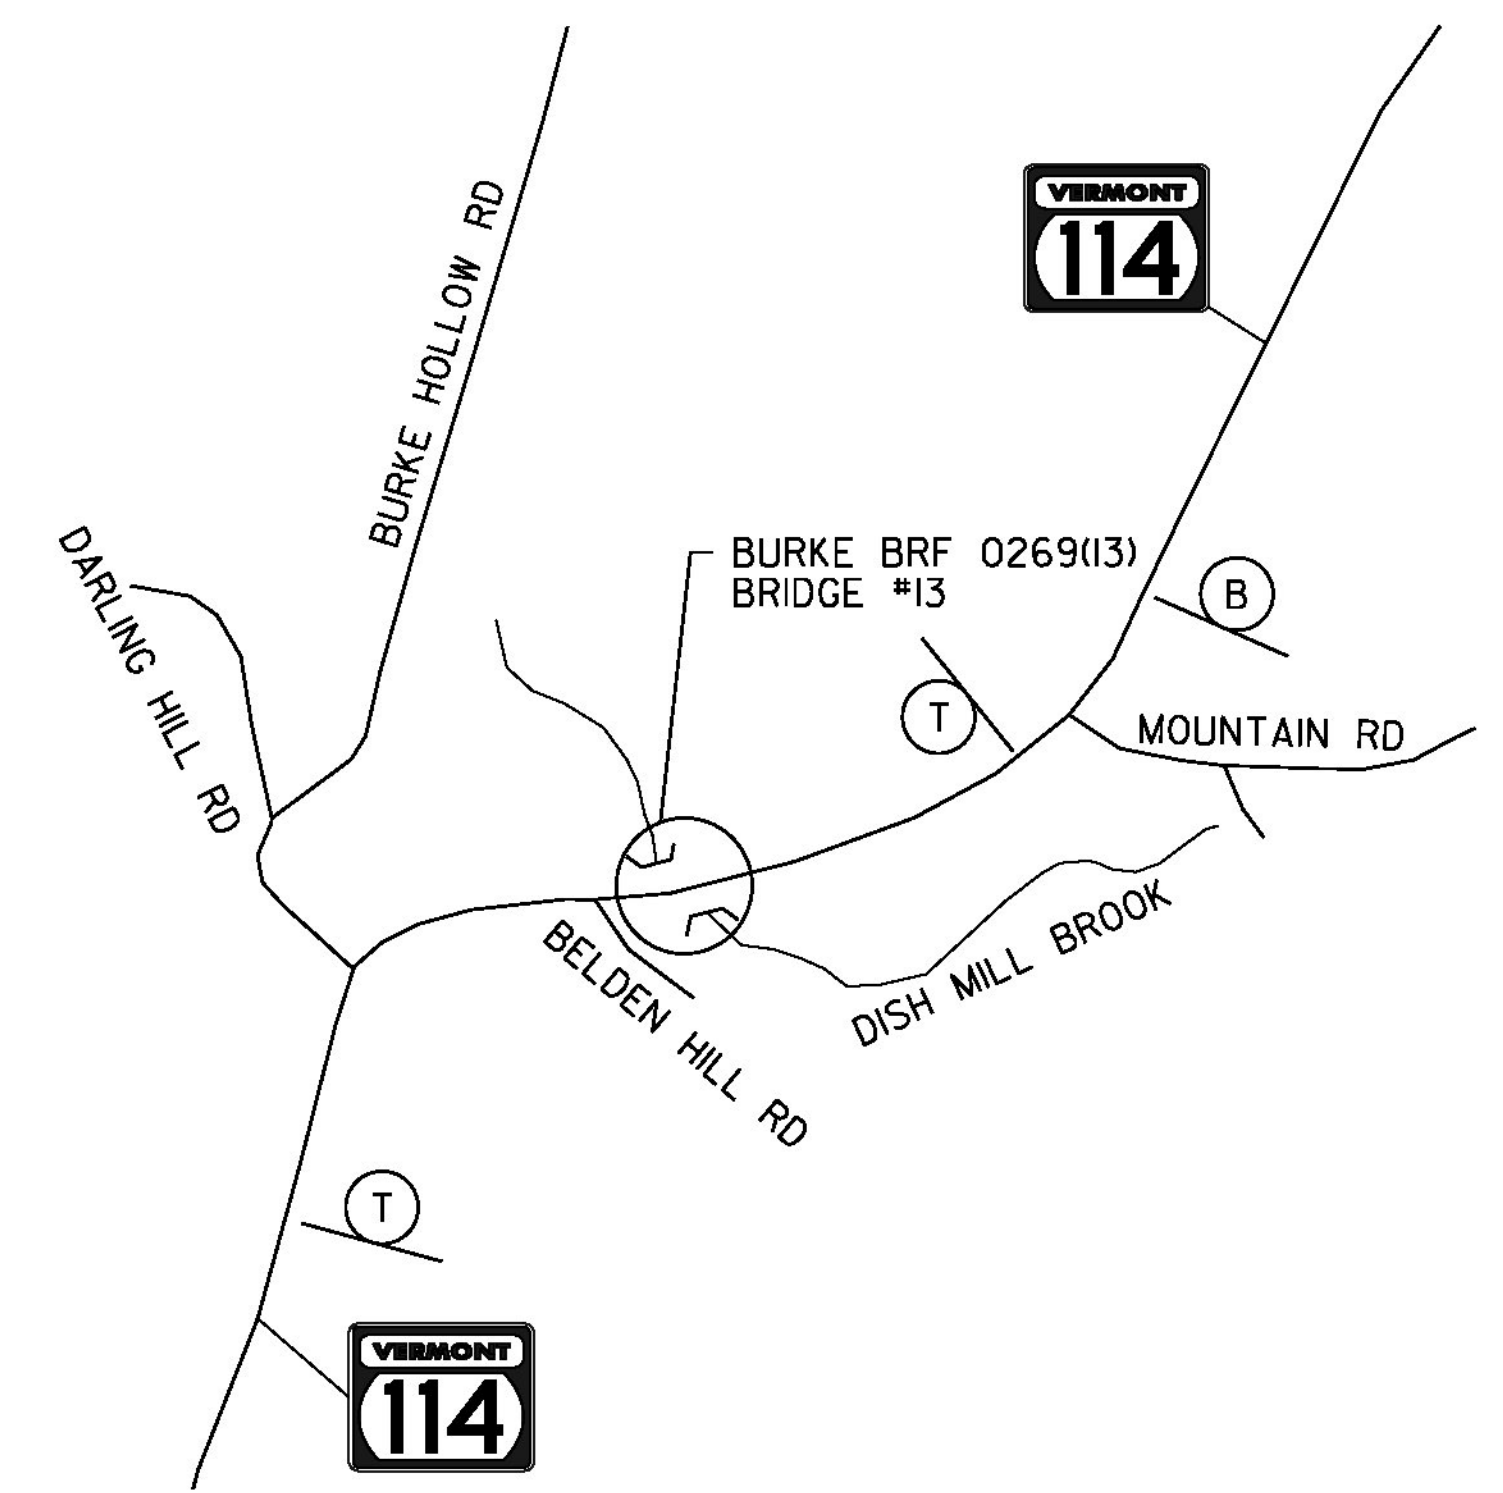 VERMONT
114
BURKE HOLLOW RD
DARLING HILL RD
BURKE BRF 0269(13)
BRIDGE #13
B
T
MOUNTAIN RD
BELDEN HILL RD
DISH MILL BROOK
T
VERMONT
114